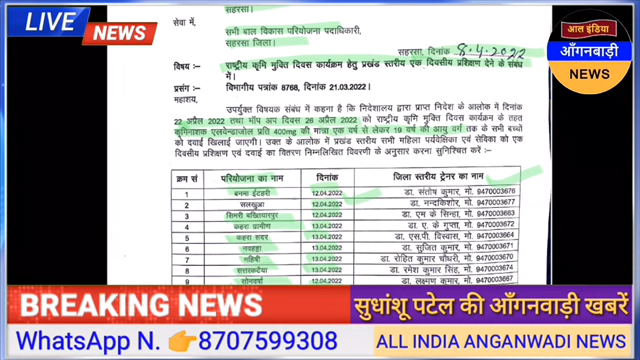 सहरसा।
सेवा में,
सभी बाल विकास परियोजना पदाधिकारी,
सहरसा जिला।
सहरसा, दिनांक 8.4.2022
विषय :- राष्ट्रीय कृमि मुक्ति दिवस कार्यक्रम हेतु प्रखंड स्तरीय एक दिवसीय प्रशिक्षण देने के संबंध
में।
प्रसंग :- विभागीय पत्रांक 8768, दिनांक 21.03.2022
महाशय,
उपर्युक्त विषयक संबंध में कहना है कि निदेशालय द्वारा प्राप्त निदेश के आलोक में दिनांक
22 अप्रैल 2022 तथा मॉप अप दिवस 26 अप्रैल 2022 को राष्ट्रीय कृमि मुक्ति दिवस कार्यक्रम के तहत
कृमिनाशक एलवेन्डाजोल प्रति 400mg की मात्रा एक वर्ष से लेकर 19 वर्ष की आयु वर्ग तक के सभी बच्चों
को दवाई खिलाई जाएगी। उक्त के आलोक में प्रखंड स्तरीय सभी महिला पर्यवेक्षिका एवं सेविका को एक
दिवसीय प्रशिक्षण एवं दवाई का वितरण निम्नलिखित विवरणी के अनुसार करना सुनिश्चित करें :-
क्रम सं परियोजना का नाम दिनांक जिला स्तरीय ट्रेनर का नाम
1 बनमा ईटहरी 12.04.2022 डा. संतोष कुमार, मो. 9470003676
2 सलखुआ 12.04.2022 डा. नन्दकिशोर, मो. 9470003677
3 सिमरी बख्तियारपुर 12.04.2022 डा. एम के सिन्हा, मो. 9470003663
4 कहरा ग्रामीण 13.04.2022 डा. ए. के गुप्ता, मो. 9470003672
5 कहरा सदर 13.04.2022 डा. एस.पी. विश्वास, मो. 9470003664
6 नवहट्टा 13.04.2022 डा. सुजित कुमार, मो. 9470003671
7 महिषी 13.04.2022 डा. रोहित कुमार चौधरी, मो. 9470003670
8 सत्तरकटैया 13.04.2022 डा. रमेश कुमार सिंह, मो. 9470003674
9 सोनवर्षा 13.04.2022 डा. लक्ष्मण कुमार, मो. 9470003667
LIVE NEWS
आल इंडिया
आँगनबाड़ी
NEWS
BREAKING NEWS
सुधांशू पटेल की आँगनवाड़ी खबरें
WhatsApp N. 👉8707599308
ALL INDIA ANGANWADI NEWS